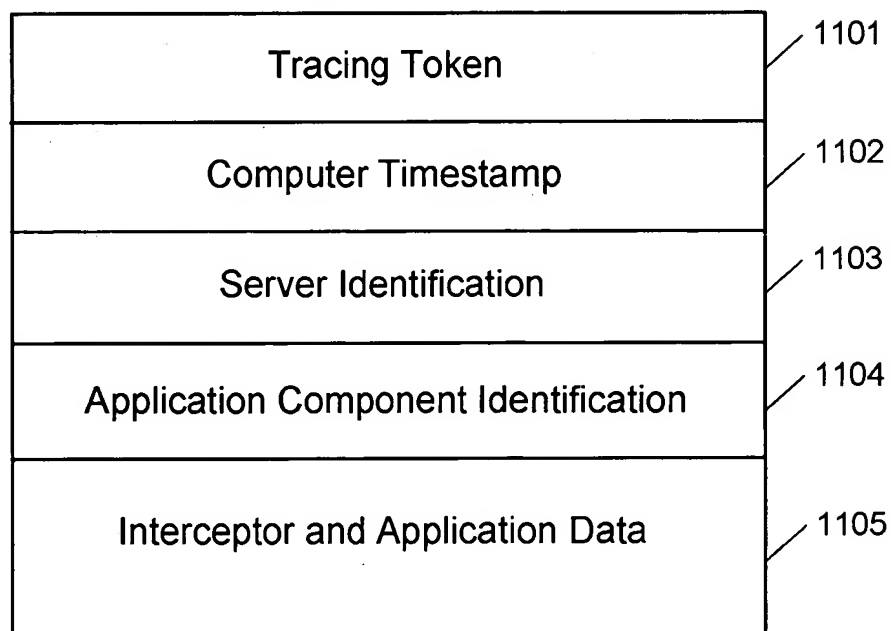 Tracing Token
1101
Computer Timestamp
1102
Server Identification
1103
Application Component Identification
1104
Interceptor and Application Data
1105